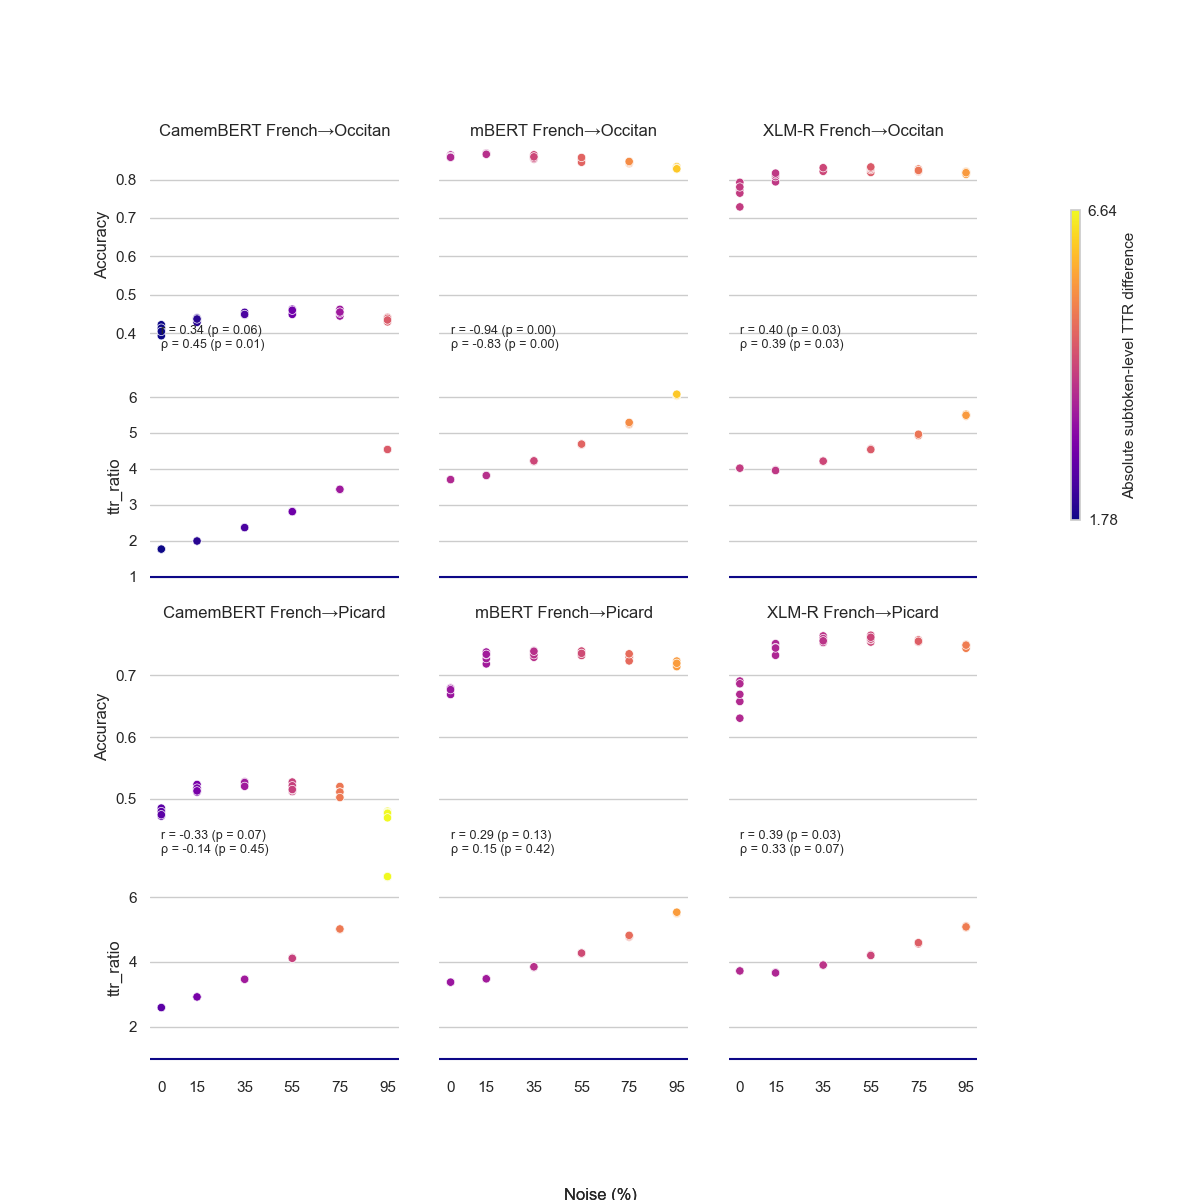 CamemBERT French→Occitan
mBERT French→Occitan
XLM-R French→Occitan
Accuracy
0.8
0.7
0.6
0.5
0.4
= 0.34 (p = 0.06)
ρ = 0.45 (p = 0.01)
r = -0.94 (p = 0.00)
ρ = -0.83 (p = 0.00)
r = 0.40 (p = 0.03)
ρ = 0.39 (p = 0.03)
ttr_ratio
6
5
4
3
2
1
6.64
Absolute subtoken-level TTR difference
1.78
CamemBERT French→Picard
mBERT French→Picard
XLM-R French→Picard
Accuracy
0.7
0.6
0.5
r = -0.33 (p = 0.07)
ρ = -0.14 (p = 0.45)
r = 0.29 (p = 0.13)
ρ = 0.15 (p = 0.42)
r = 0.39 (p = 0.03)
ρ = 0.33 (p = 0.07)
ttr_ratio
6
4
2
0 15 35 55 75 95
0 15 35 55 75 95
0 15 35 55 75 95
Noise (%)